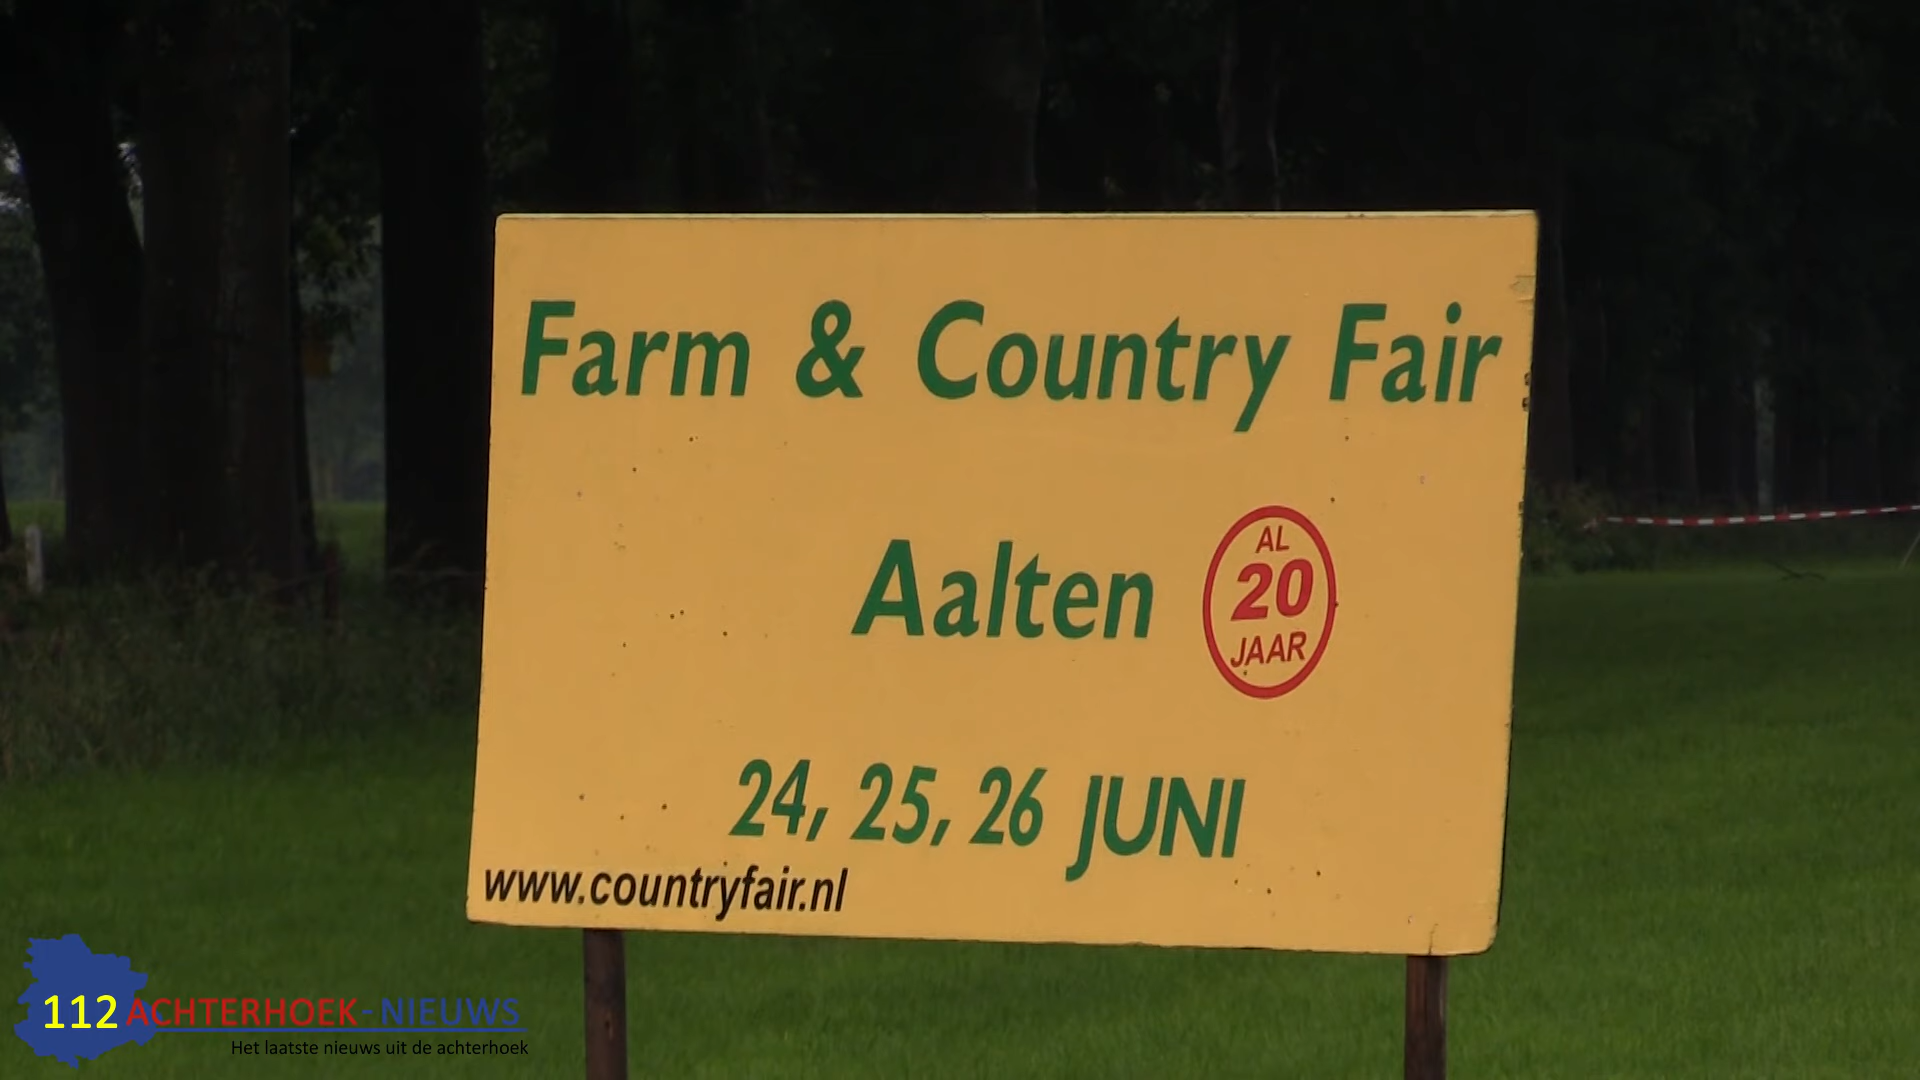 Farm & Country Fair
Aalten
AL
20
JAAR
24, 25, 26 JUNI
www.countryfair.nl
112 ACHTERHOEK-NIEUWS
Het laatste nieuws uit de achterhoek